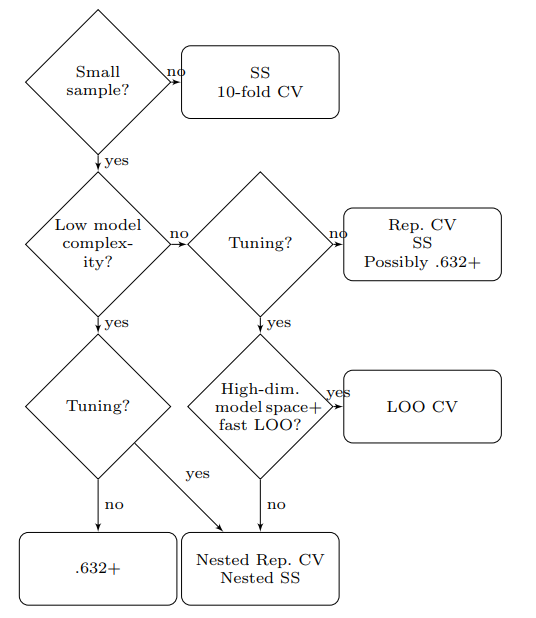 Small
sample?
no
SS
10-fold CV
yes
Low model
complex-
ity?
no
Tuning?
no
Rep. CV
SS
Possibly .632+
yes
yes
Tuning?
High-dim.
model space+
fast LOO?
yes
LOO CV
yes
no
no
.632+
Nested Rep. CV
Nested SS